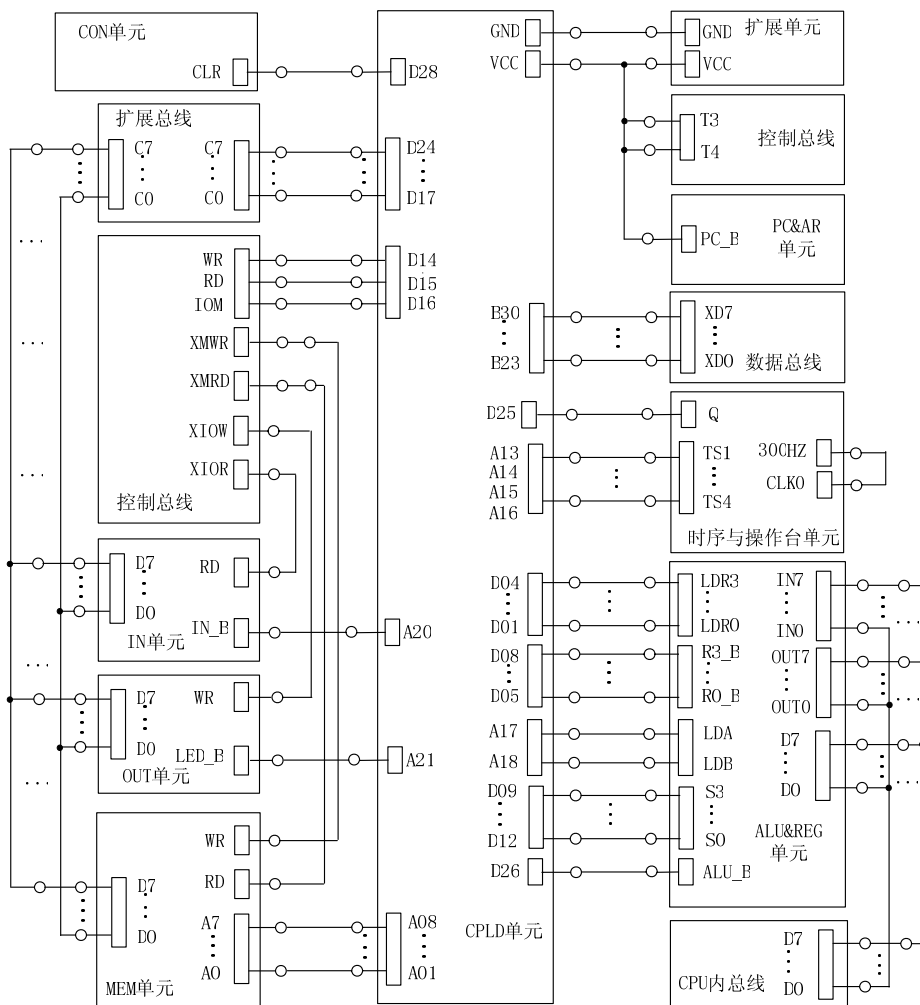 CON单元
CLR
D28
扩展总线
C7
C0
C7
C0
D24
D17
WR
RD
IOM
D14
D15
D16
XMWR
XMRD
XIOW
XIOR
控制总线
D7
D0
RD
IN_B
IN单元
A20
D7
D0
WR
LED_B
OUT单元
A21
WR
RD
D7
D0
A7
A0
MEM单元
A08
A01
CPLD单元
GND
VCC
GND
VCC
扩展单元
T3
T4
控制总线
PC_B
PC&AR
单元
B30
B23
XD7
XD0
数据总线
D25
Q
A13
A14
A15
A16
TS1
TS4
300HZ
CLK0
时序与操作台单元
D04
D01
LDR3
LDR0
IN7
IN0
D08
D05
R3_B
R0_B
OUT7
OUT0
A17
A18
LDA
LDB
D7
D0
D09
D12
S3
S0
ALU&REG
单元
D26
ALU_B
D7
D0
CPU内总线